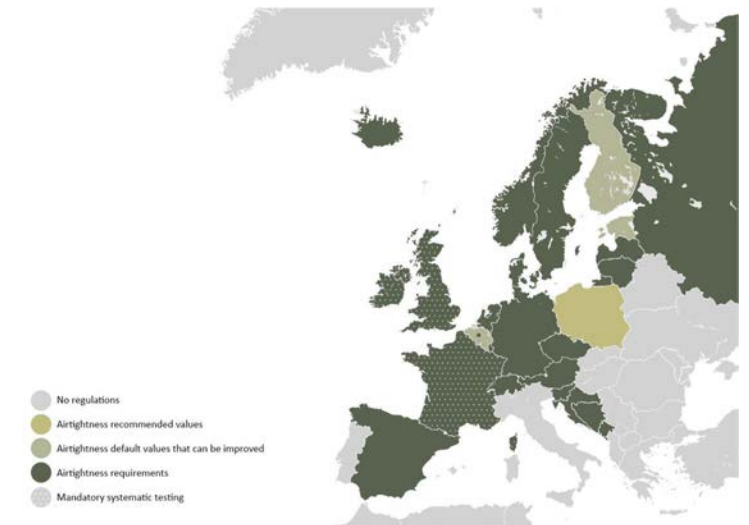 No regulations
Airtightness recommended values
Airtightness default values that can be improved
Airtightness requirements
Mandatory systematic testing